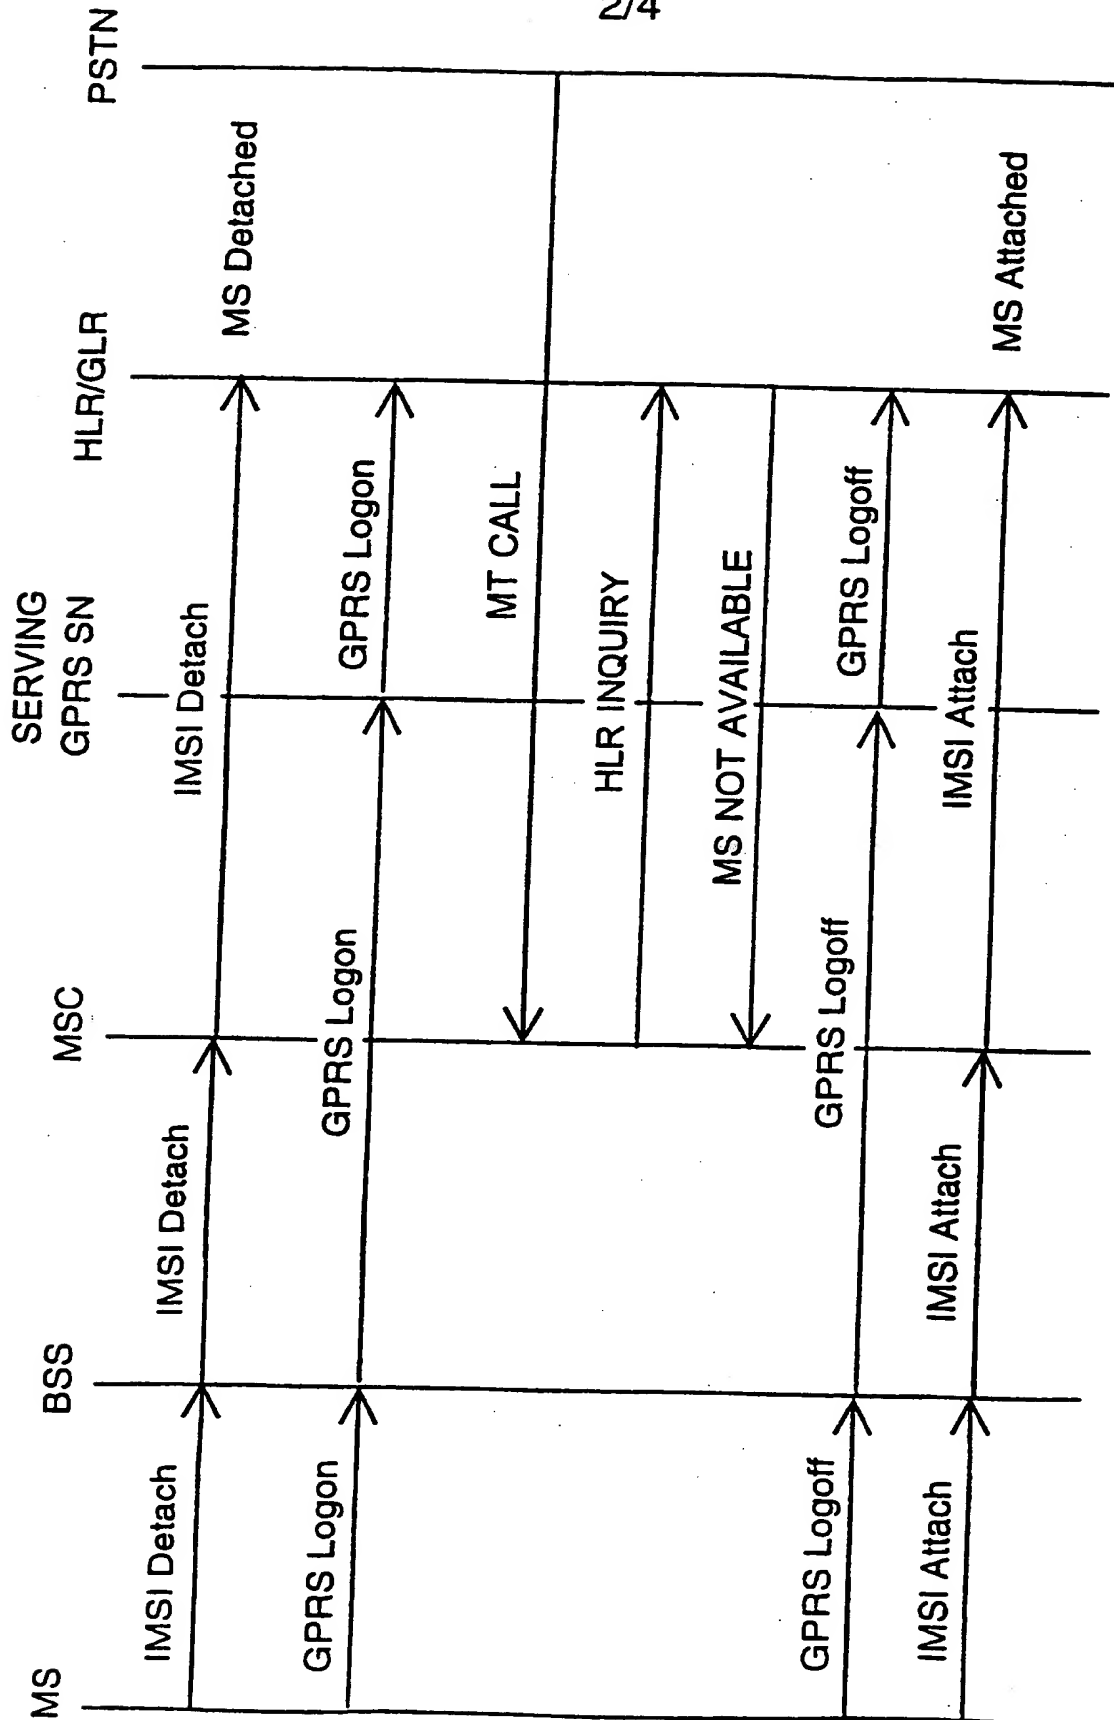 2/4
MS
BSS
MSC
SERVING
GPRS SN
HLR/GLR
PSTN
IMSI Detach
IMSI Detach
IMSI Detach
MS Detached
GPRS Logon
GPRS Logon
GPRS Logon
MT CALL
HLR INQUIRY
MS NOT AVAILABLE
GPRS Logoff
GPRS Logoff
GPRS Logoff
IMSI Attach
IMSI Attach
IMSI Attach
MS Attached